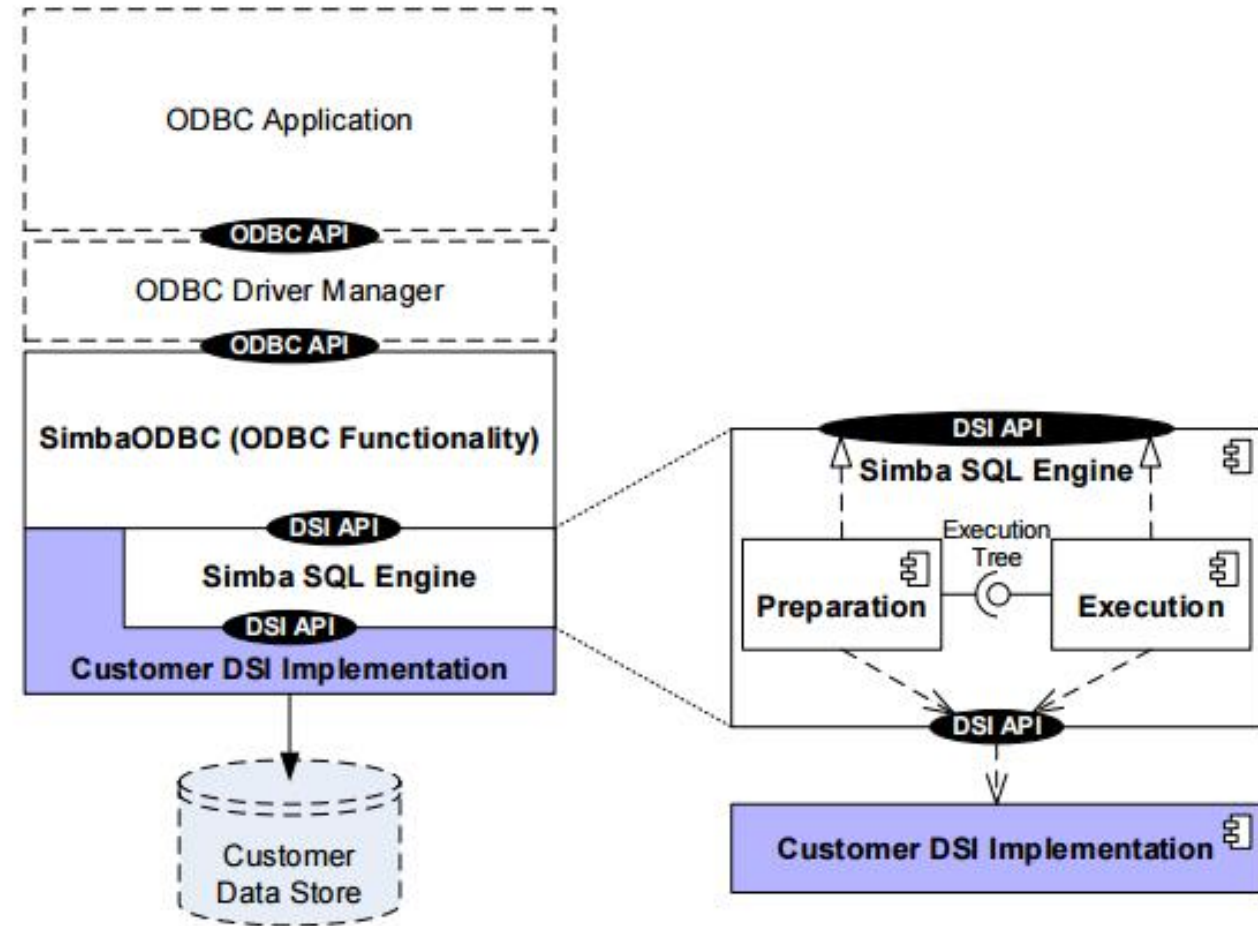 ODBC Application
ODBC API
ODBC Driver Manager
ODBC API
SimbaODBC (ODBC Functionality)
DSI API
Simba SQL Engine
DSI API
Customer DSI Implementation
Customer
Data Store
DSI API
Simba SQL Engine
Execution
Tree
Preparation
Execution
DSI API
Customer DSI Implementation